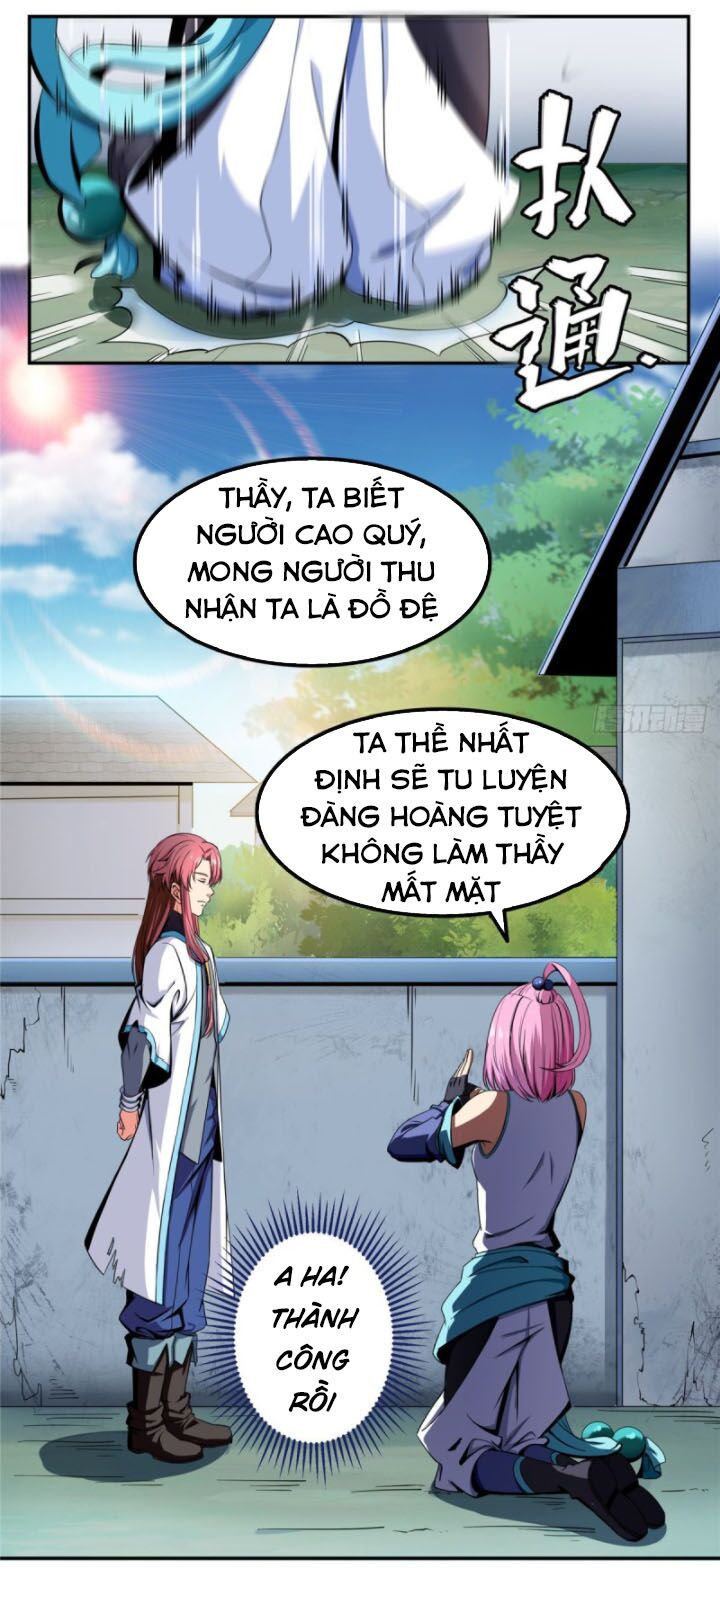 扒
通
THẦY, TA BIẾT
NGƯỜI CAO QUÝ,
MONG NGƯỜI THU
NHẬN TA LÀ ĐỒ ĐỆ
TA THỀ NHẤT
ĐỊNH SẼ TU LUYỆN
ĐÀNG HOÀNG TUYỆT
KHÔNG LÀM THẦY
MẤT MẶT
A HA!
THÀNH
CÔNG
RỒI